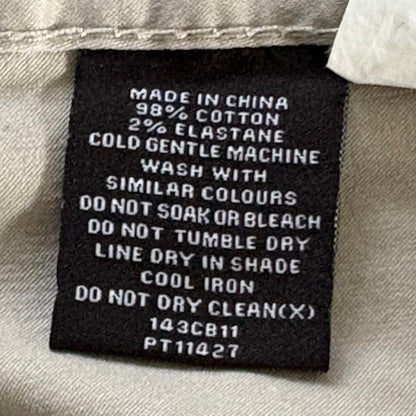 MADE IN CHINA
98% COTTON
2% ELASTANE
COLD GENTLE MACHINE
WASH WITH
SIMILAR COLOURS
DO NOT SOAK OR BLEACH
DO NOT TUMBLE DRY
LINE DRY IN SHADE
COOL IRON
DO NOT DRY CLEAN(X)
143CB11
PT11427